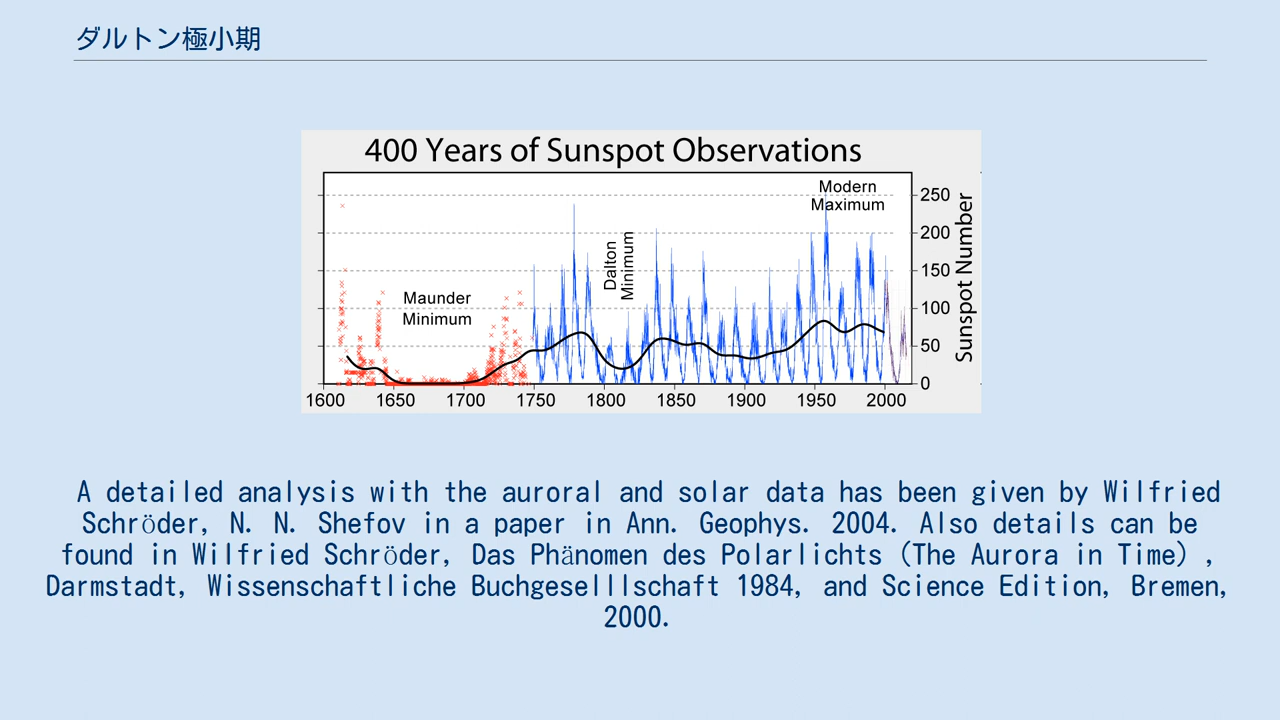 ダルトン極小期
400 Years of Sunspot Observations
Modern
Maximum
Dalton
Minimum
Maunder
Minimum
250
200
150
100
50
0
Sunspot Number
1600 1650 1700 1750 1800 1850 1900 1950 2000
A detailed analysis with the auroral and solar data has been given by Wilfried
Schröder, N. N. Shefov in a paper in Ann. Geophys. 2004. Also details can be
found in Wilfried Schröder, Das Phänomen des Polarlichts (The Aurora in Time),
Darmstadt, Wissenschaftliche Buchgeselllschaft 1984, and Science Edition, Bremen,
2000.